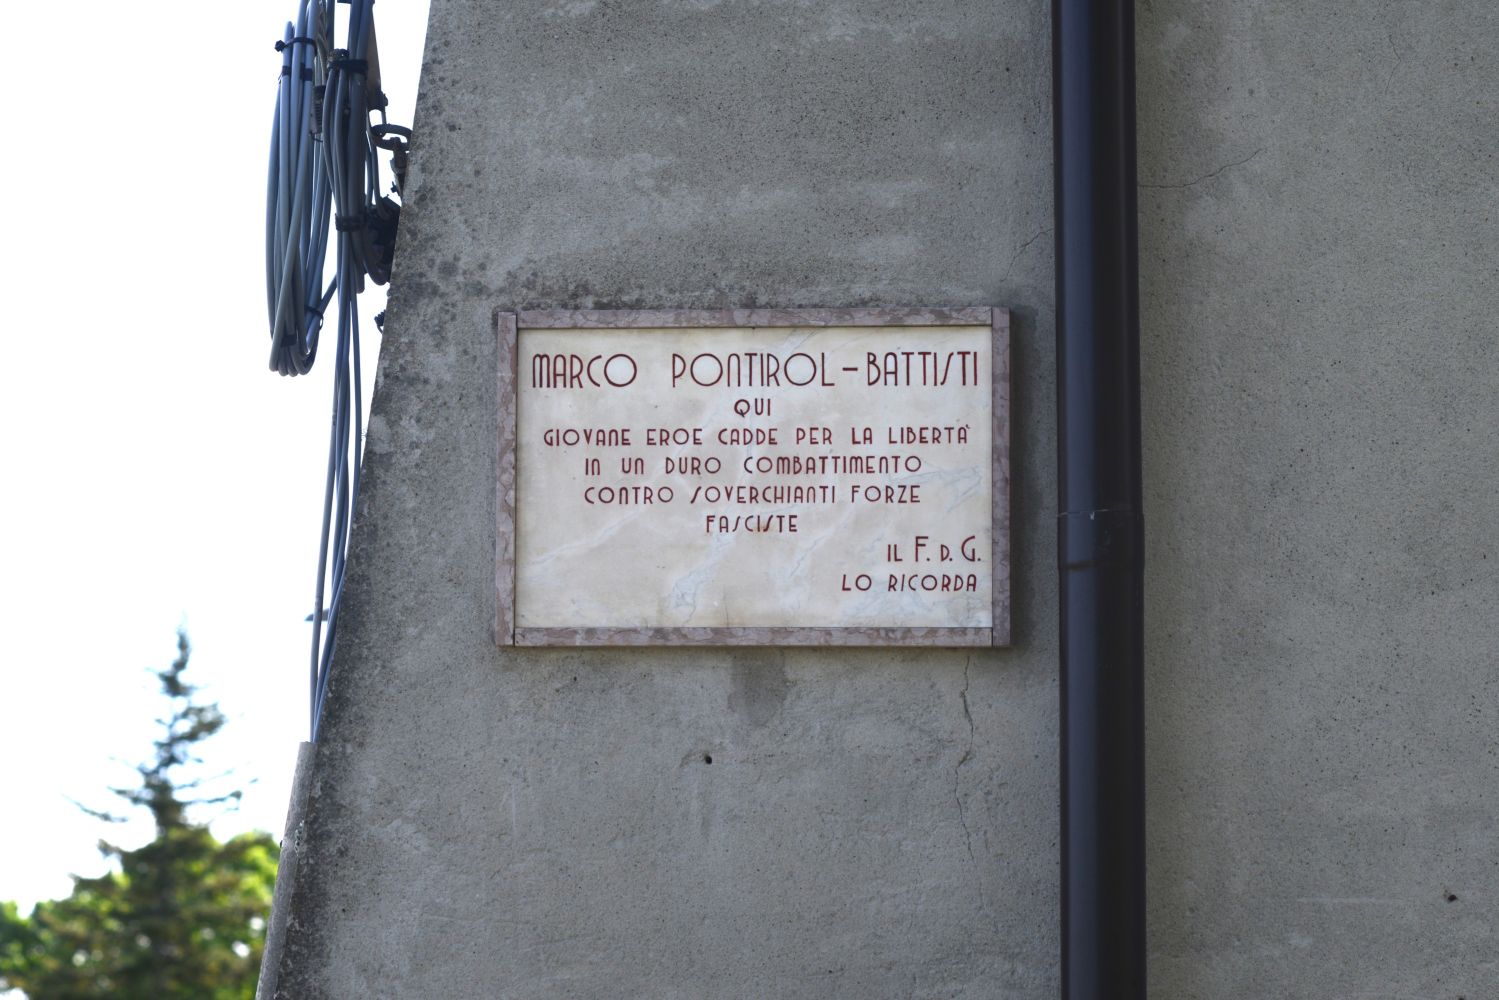 MARCO PONTIROL-BATTISTI
QUI
GIOVANE EROE CADDE PER LA LIBERTÀ
IN UN DURO COMBATTIMENTO
CONTRO SOVERCHIANTI FORZE
FASCISTE
IL F. D. G.
LO RICORDA